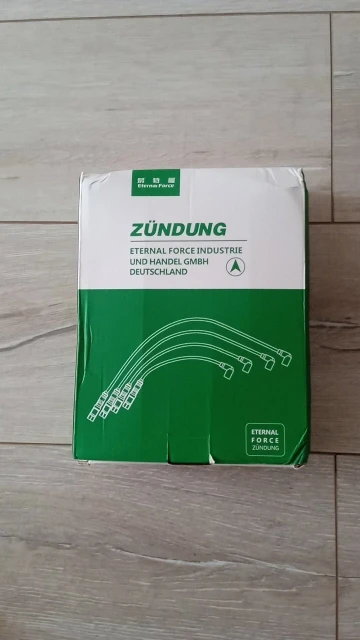 Eternal Force
ZÜNDUNG
ETERNAL FORCE INDUSTRIE
UND HANDEL GMBH
DEUTSCHLAND
ETERNAL
FORCE
ZÜNDUNG